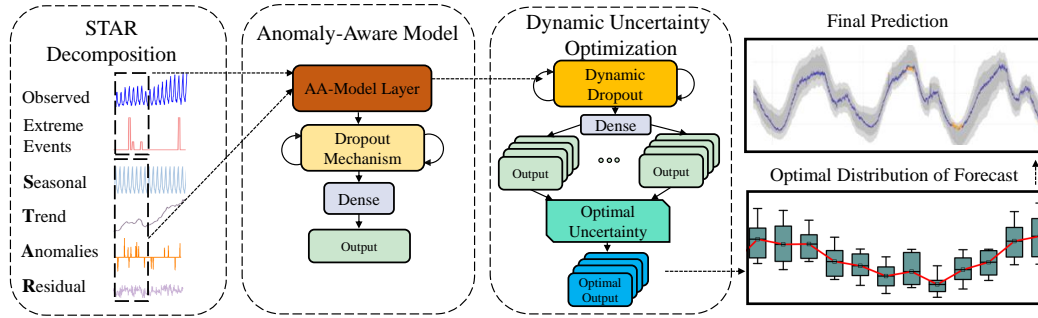 STAR
Decomposition
Observed
Extreme
Events
Seasonal
Trend
Anomalies
Residual
Anomaly-Aware Model
AA-Model Layer
Dropout
Mechanism
Dense
Output
Dynamic Uncertainty
Optimization
Dynamic
Dropout
Dense
Output
Output
Optimal
Uncertainty
Optimal
Output
Final Prediction
Optimal Distribution of Forecast